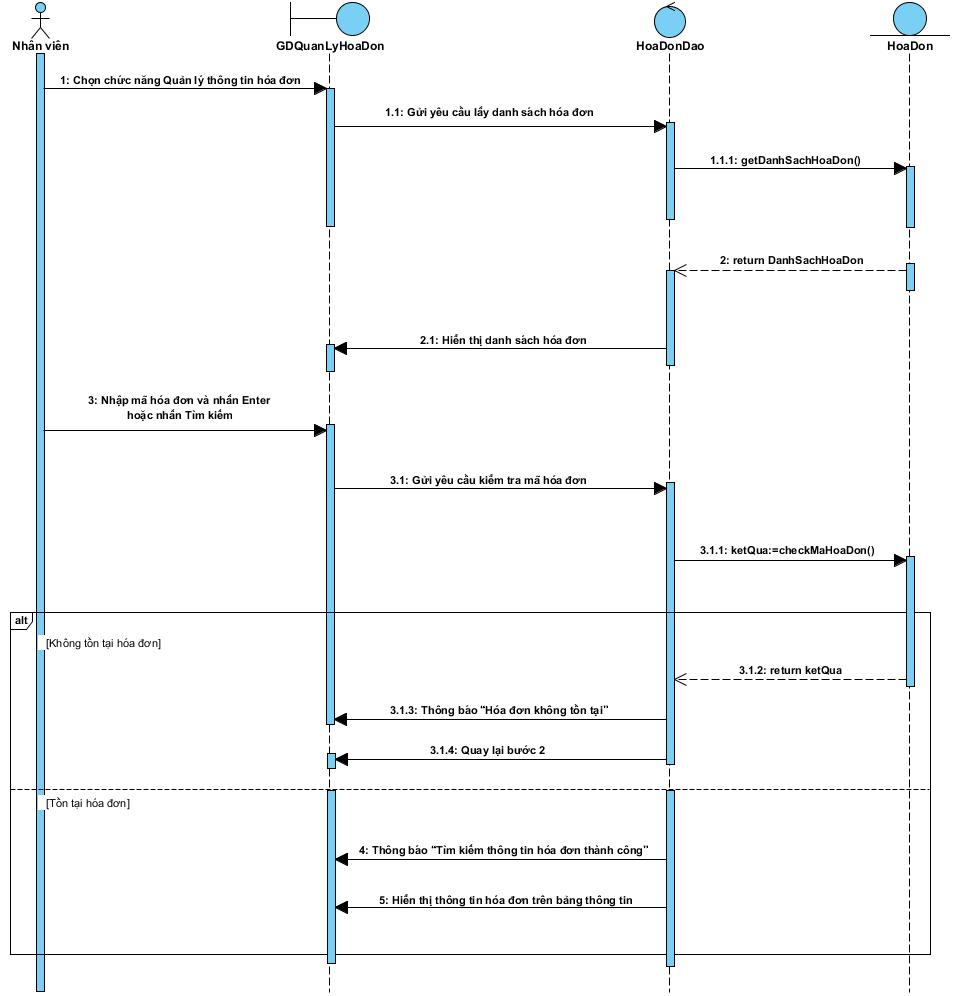 Nhân viên
GDQuanLyHoaDon
HoaDonDao
HoaDon
1: Chọn chức năng Quản lý thông tin hóa đơn
1.1: Gửi yêu cầu lấy danh sách hóa đơn
1.1.1: getDanhSachHoaDon()
2: return DanhSachHoaDon
2.1: Hiển thị danh sách hóa đơn
3: Nhập mã hóa đơn và nhấn Enter
hoặc nhấn Tìm kiếm
3.1: Gửi yêu cầu kiểm tra mã hóa đơn
3.1.1: ketQua:=checkMaHoaDon()
alt
[Không tồn tại hóa đơn]
3.1.2: return ketQua
3.1.3: Thông báo "Hóa đơn không tồn tại"
3.1.4: Quay lại bước 2
[Tồn tại hóa đơn]
4: Thông báo "Tìm kiếm thông tin hóa đơn thành công"
5: Hiển thị thông tin hóa đơn trên bảng thông tin